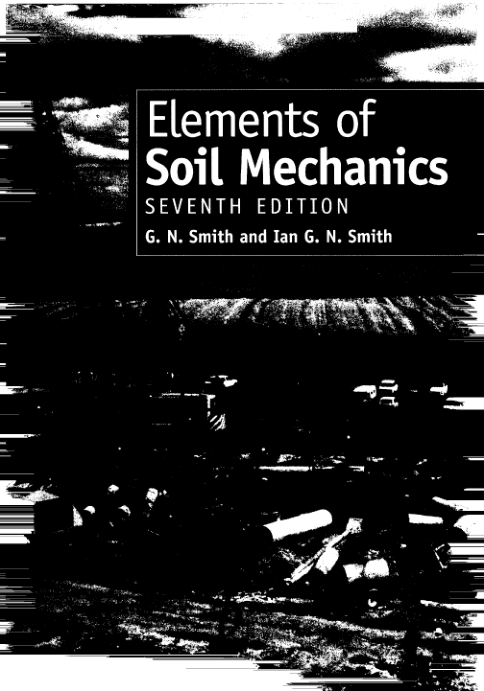 Elements of
Soil Mechanics
SEVENTH EDITION
G. N. Smith and Ian G. N. Smith